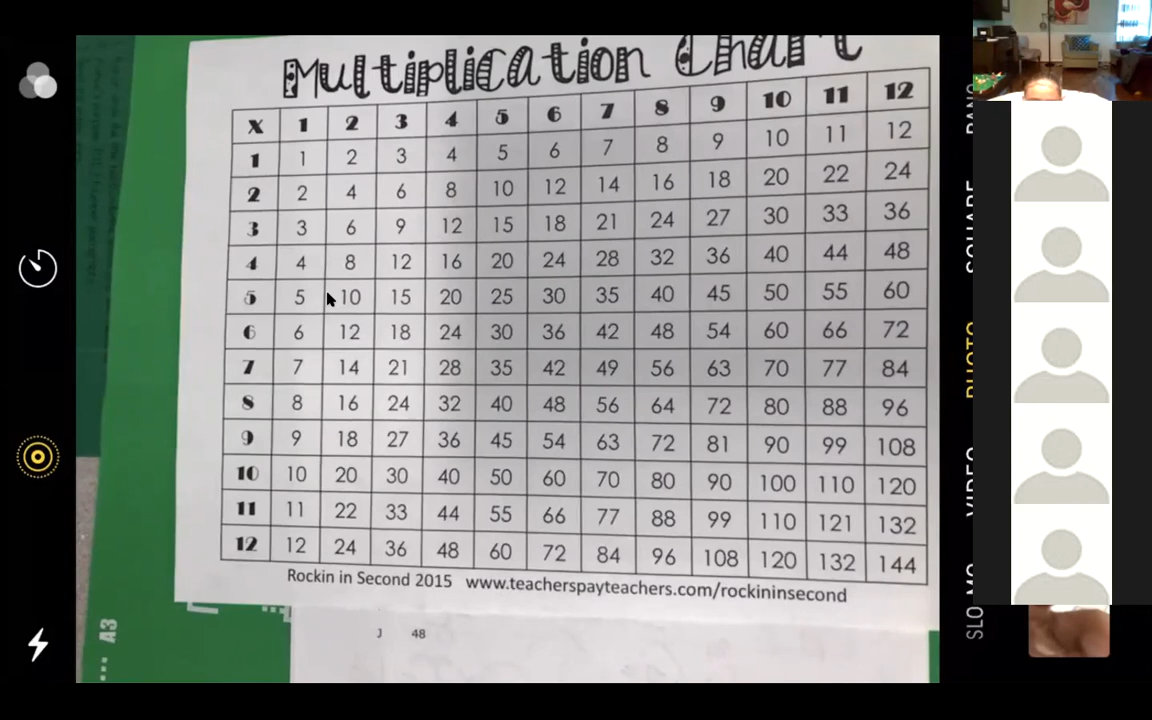 Multiplication Chart
X 1 2 3 4 5 6 7 8 9 10 11 12
1 1 2 3 4 5 6 7 8 9 10 11 12
2 2 4 6 8 10 12 14 16 18 20 22 24
3 3 6 9 12 15 18 21 24 27 30 33 36
4 4 8 12 16 20 24 28 32 36 40 44 48
5 5 10 15 20 25 30 35 40 45 50 55 60
6 6 12 18 24 30 36 42 48 54 60 66 72
7 7 14 21 28 35 42 49 56 63 70 77 84
8 8 16 24 32 40 48 56 64 72 80 88 96
9 9 18 27 36 45 54 63 72 81 90 99 108
10 10 20 30 40 50 60 70 80 90 100 110 120
11 11 22 33 44 55 66 77 88 99 110 121 132
12 12 24 36 48 60 72 84 96 108 120 132 144
Rockin in Second 2015 www.teacherspayteachers.com/rockininsecond
J 48
A3
SLO-MO VIDEO PHOTO